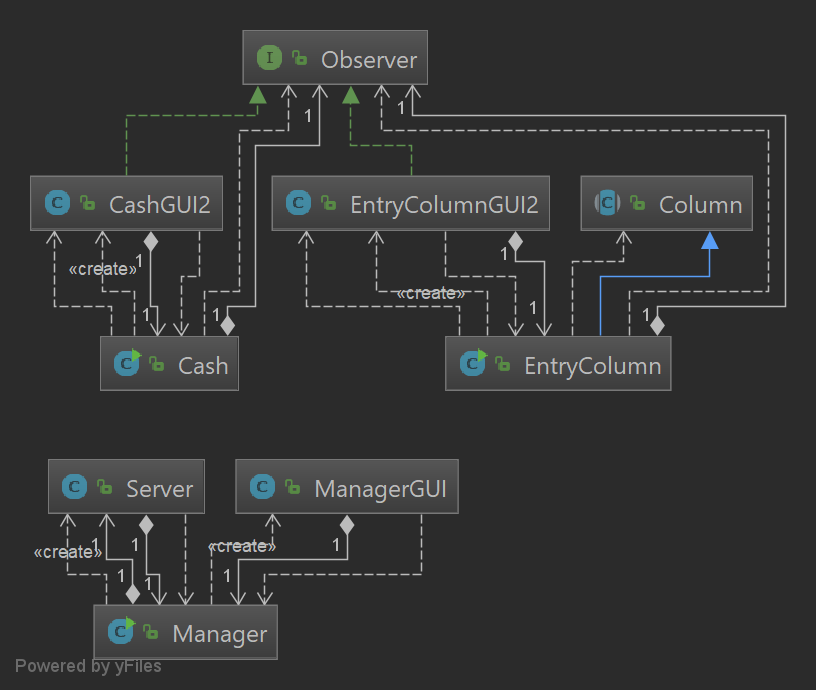 I Observer
1
1
C CashGUI2
C EntryColumnGUI2
C Column
«create»
1
1
«create»
1
1
1
1
C Cash
C EntryColumn
C Server
C ManagerGUI
«create»
1
1
«create»
1
1
1
1
C Manager
Powered by yFiles